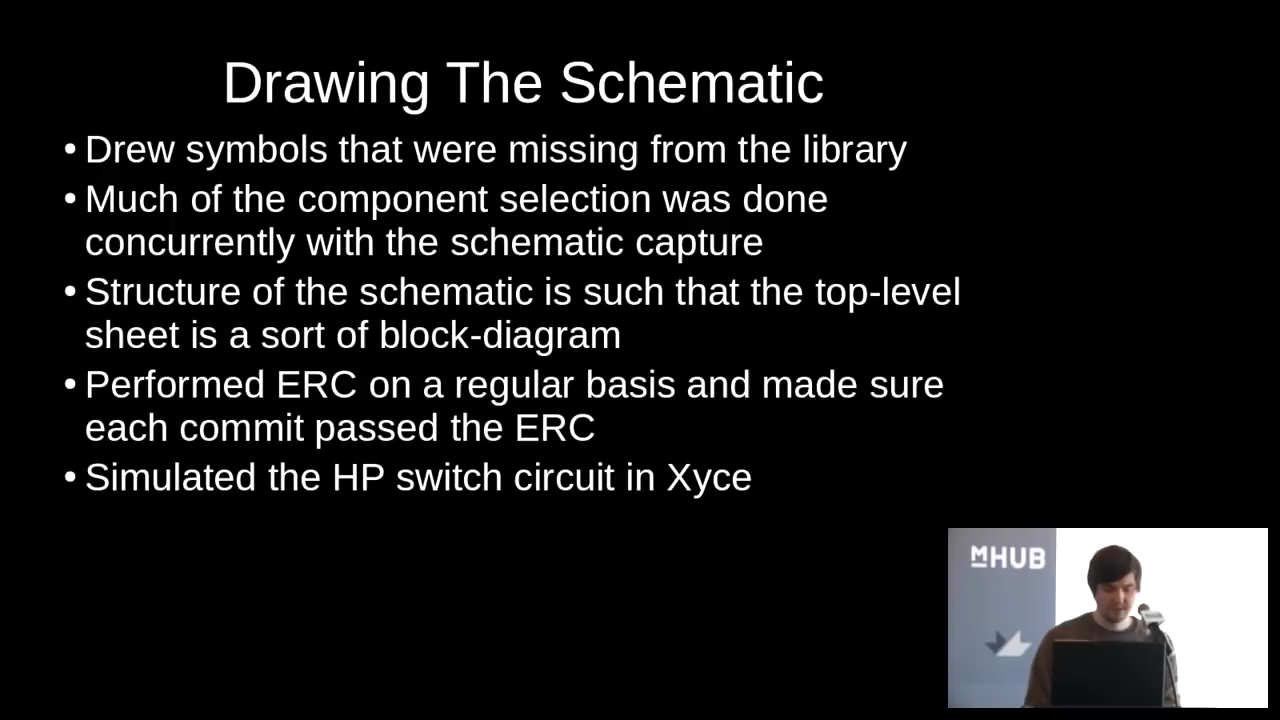 Drawing The Schematic
• Drew symbols that were missing from the library
• Much of the component selection was done
concurrently with the schematic capture
• Structure of the schematic is such that the top-level
sheet is a sort of block-diagram
• Performed ERC on a regular basis and made sure
each commit passed the ERC
• Simulated the HP switch circuit in Xyce
MHUB